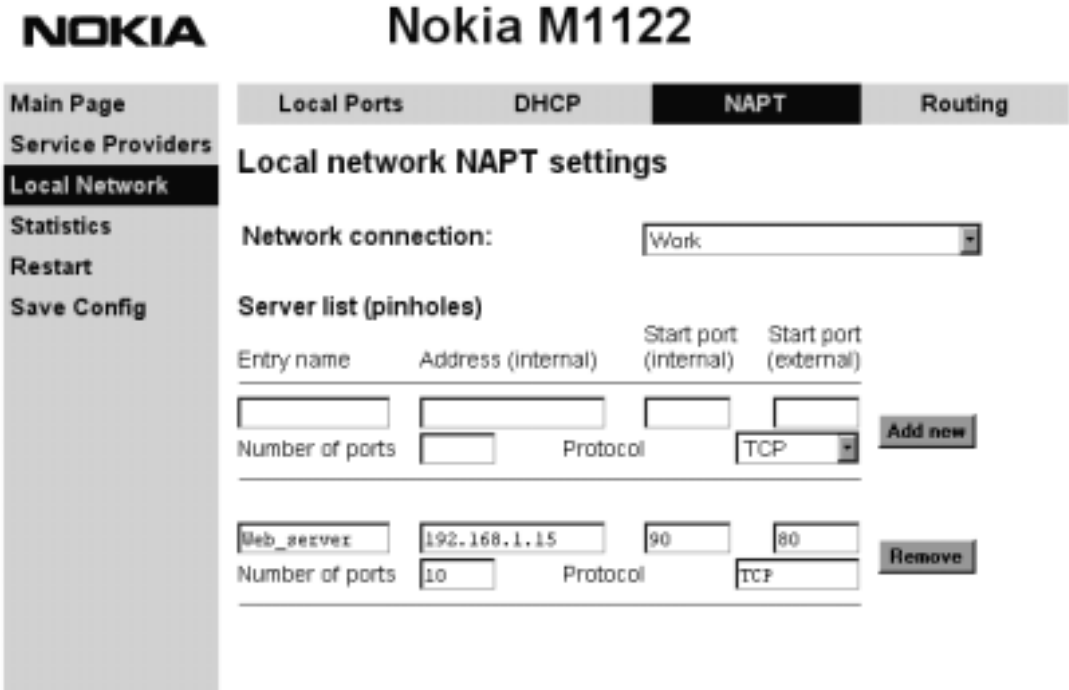 NOKIA
Nokia M1122
Main Page
Service Providers
Local Network
Statistics
Restart
Save Config
Local Ports DHCP NAPT Routing
Local network NAPT settings
Network connection: Work
Server list (pinholes)
Entry name Address (internal) Start port (internal) Start port (external)
Add new
Number of ports Protocol TCP
Web_server 192.168.1.15 90 80
Remove
Number of ports 10 Protocol TCP